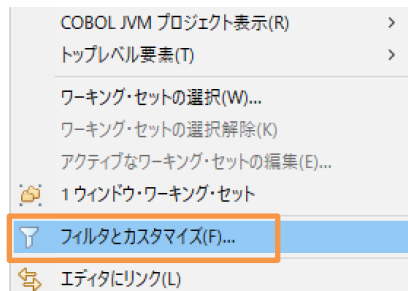 COBOL JVM プロジェクト表示(R)
トップレベル要素(T)
ワーキング・セットの選択(W)...
ワーキング・セットの選択解除(K)
アクティブなワーキング・セットの編集(E)...
1 ウィンドウ・ワーキング・セット
フィルタとカスタマイズ(F)...
エディタにリンク(L)